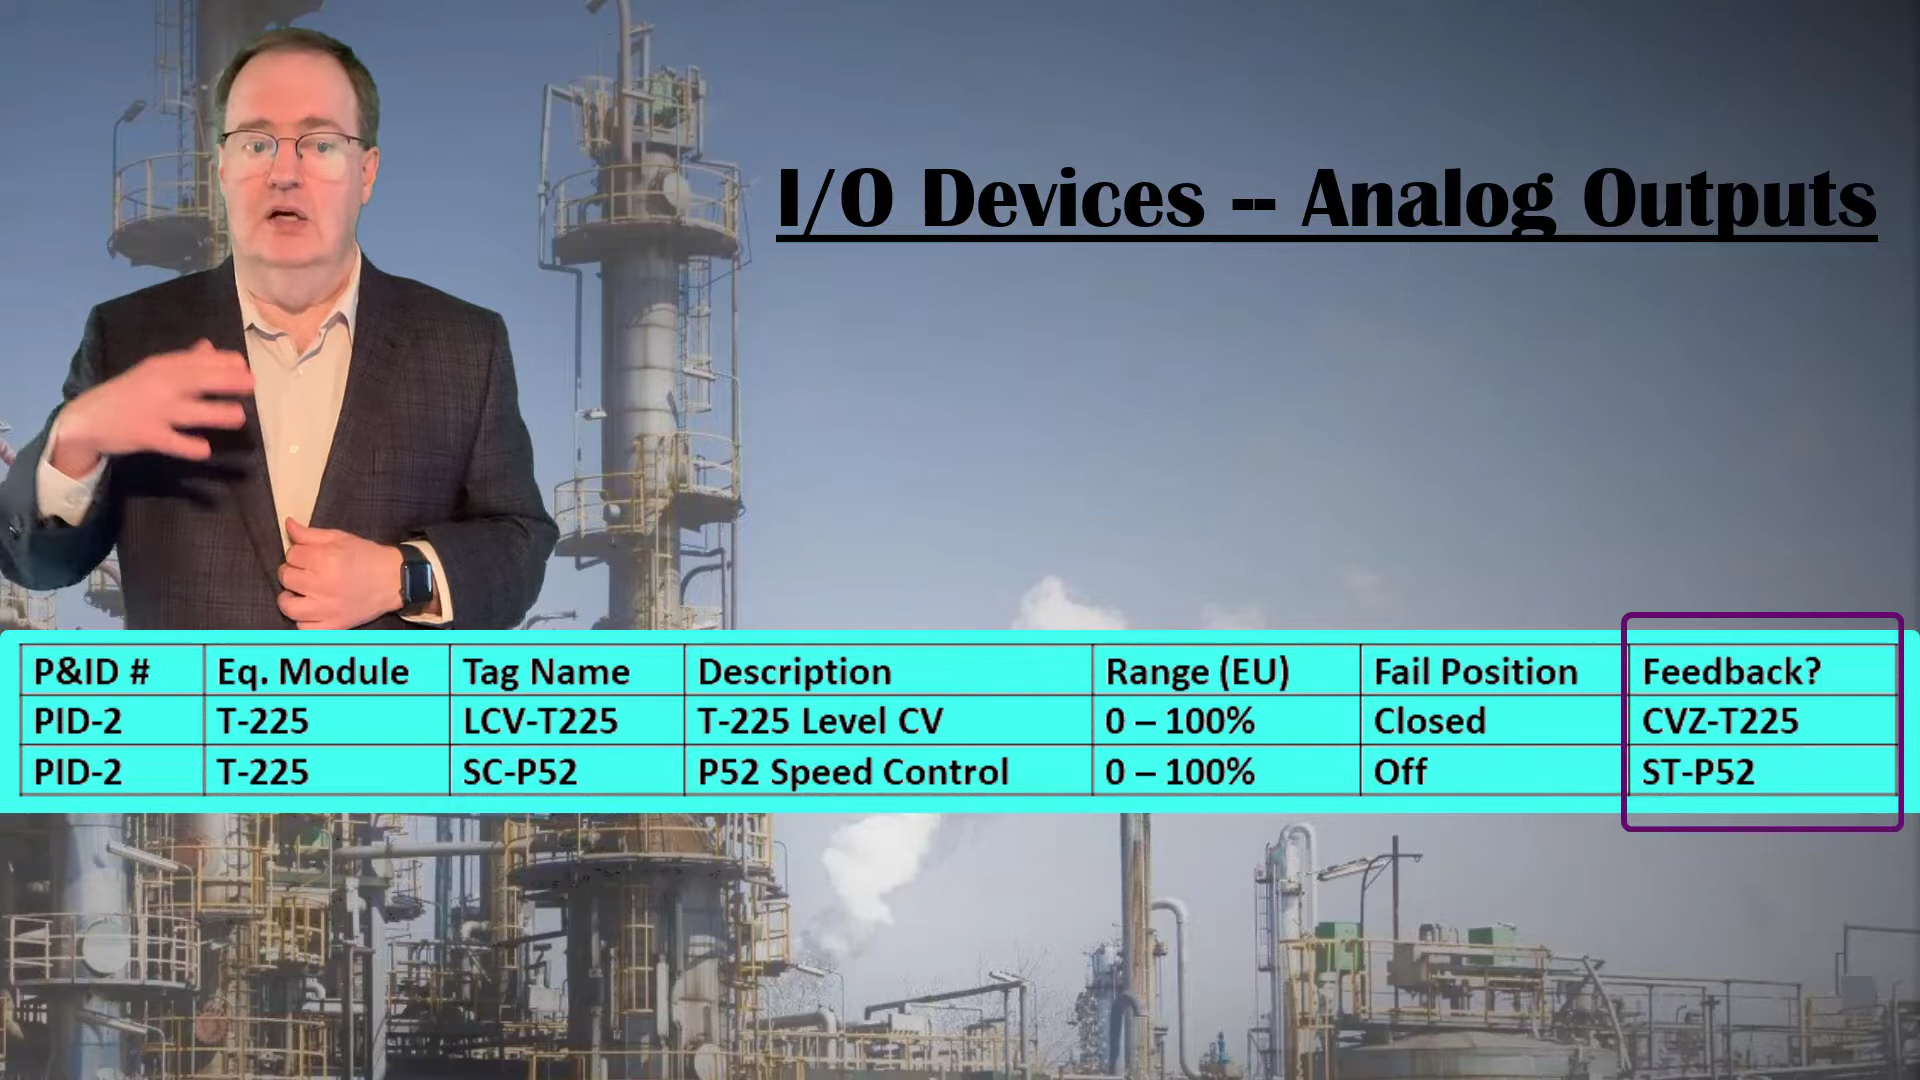 I/O Devices -- Analog Outputs
P&ID # Eq. Module Tag Name Description Range (EU) Fail Position Feedback?
PID-2 T-225 LCV-T225 T-225 Level CV 0 – 100% Closed CVZ-T225
PID-2 T-225 SC-P52 P52 Speed Control 0 – 100% Off ST-P52